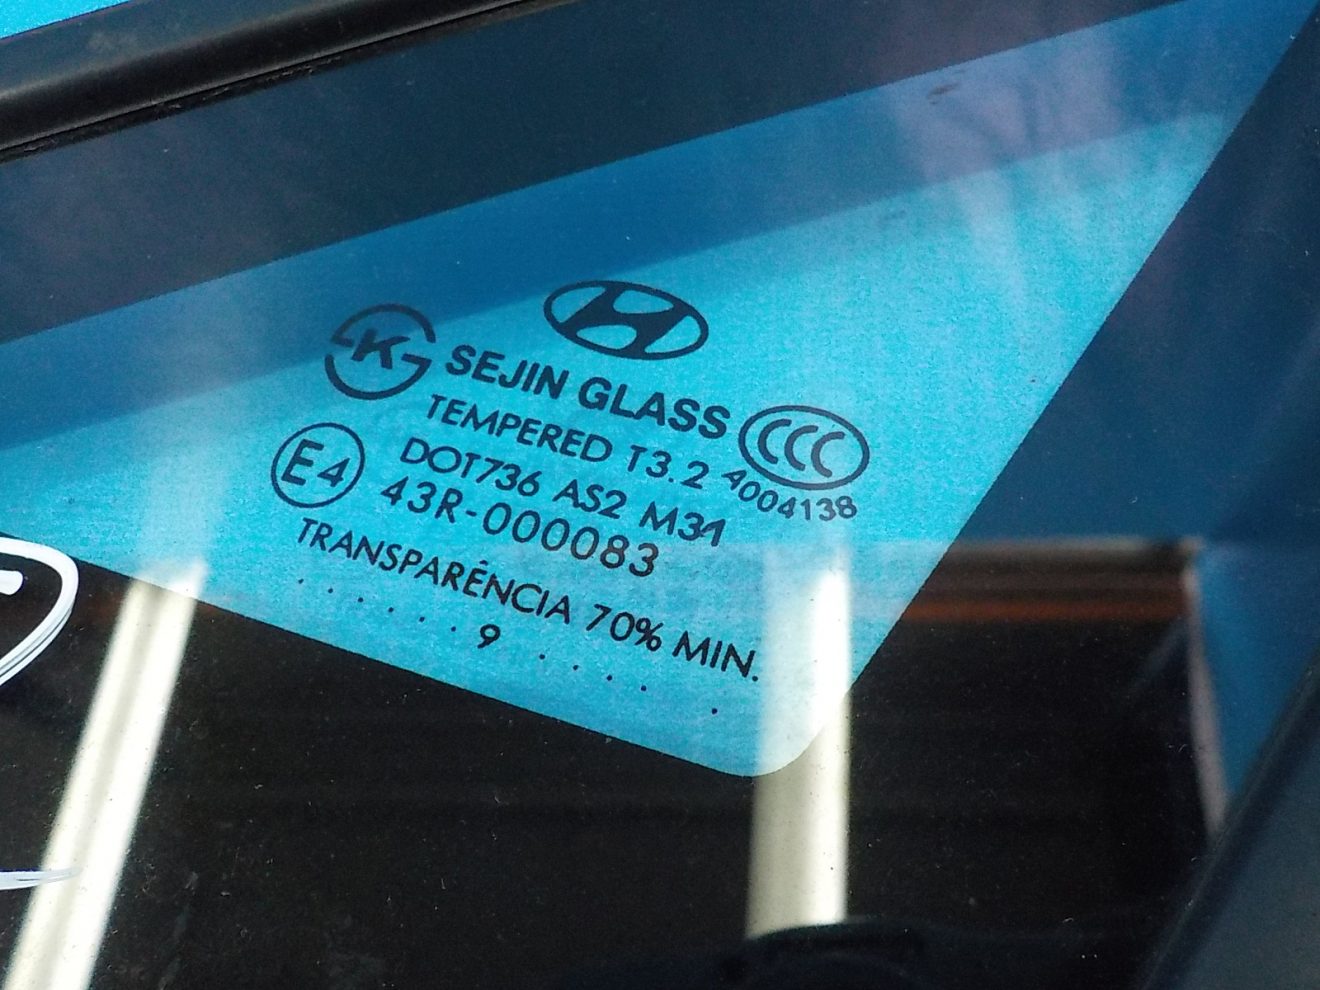 K
SEJIN GLASS
CCC
TEMPERED T3.2
4004138
E4
DOT736 AS2 M31
43R-000083
TRANSPARÊNCIA 70% MIN.
. . . . . . 9 . . . . . .